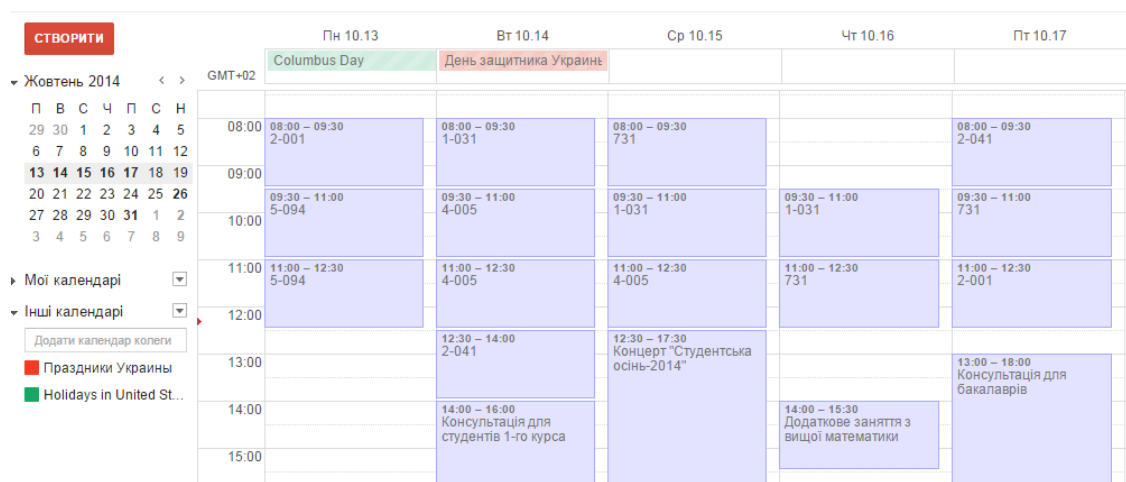 СТВОРИТИ
Жовтень 2014 < >
П В С Ч П С Н
29 30 1 2 3 4 5
6 7 8 9 10 11 12
13 14 15 16 17 18 19
20 21 22 23 24 25 26
27 28 29 30 31 1 2
3 4 5 6 7 8 9
Мої календарі
Інші календарі
Додати календар колеги
Праздники Украины
Holidays in United St...
Пн 10.13 Вт 10.14 Ср 10.15 Чт 10.16 Пт 10.17
GMT+02
Columbus Day
День защитника Украинь
08:00
09:00
10:00
11:00
12:00
13:00
14:00
15:00
08:00 – 09:30
2-001
09:30 – 11:00
5-094
11:00 – 12:30
5-094
08:00 – 09:30
1-031
09:30 – 11:00
4-005
11:00 – 12:30
4-005
12:30 – 14:00
2-041
14:00 – 16:00
Консультація для
студентів 1-го курса
08:00 – 09:30
731
09:30 – 11:00
1-031
11:00 – 12:30
4-005
12:30 – 17:30
Концерт "Студентська
осінь-2014"
09:30 – 11:00
1-031
11:00 – 12:30
731
14:00 – 15:30
Додаткове заняття з
вищої математики
08:00 – 09:30
2-041
09:30 – 11:00
731
11:00 – 12:30
2-001
13:00 – 18:00
Консультація для
бакалаврів